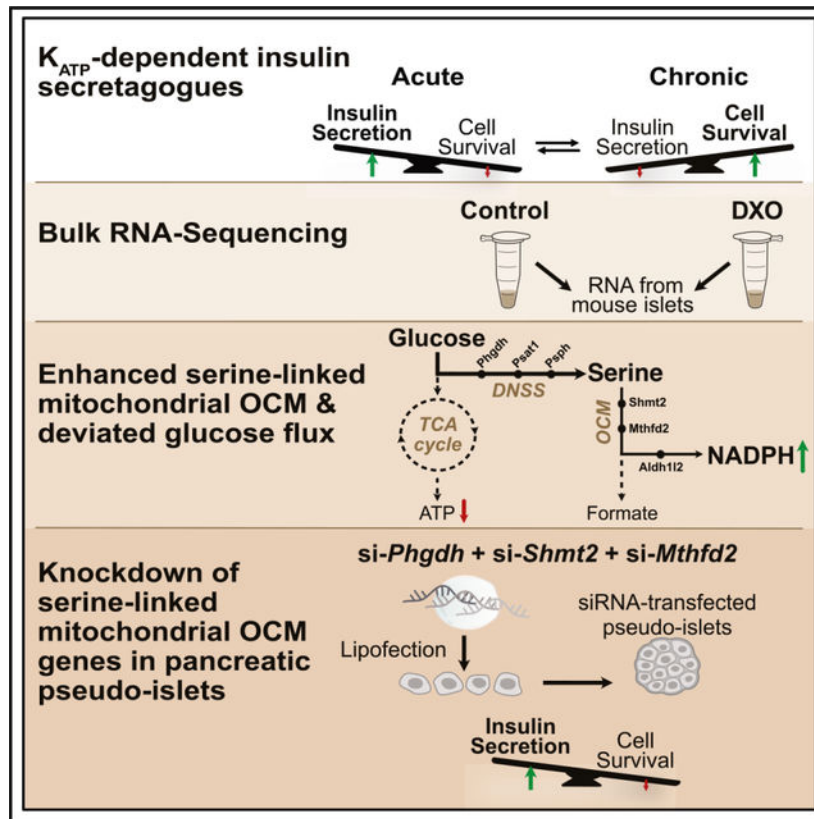 K_ATP-dependent insulin
secretagogues
Acute
Chronic
Insulin
Secretion
Cell
Survival
Insulin
Secretion
Cell
Survival
Bulk RNA-Sequencing
Control
DXO
RNA from
mouse islets
Enhanced serine-linked
mitochondrial OCM &
deviated glucose flux
Glucose
Phgdh
Psat1
Psph
Serine
DNSS
TCA
cycle
OCM
Shmt2
Mthfd2
Aldh1l2
NADPH
ATP
Formate
Knockdown of
serine-linked
mitochondrial OCM
genes in pancreatic
pseudo-islets
si-Phgdh + si-Shmt2 + si-Mthfd2
Lipofection
siRNA-transfected
pseudo-islets
Insulin
Secretion
Cell
Survival